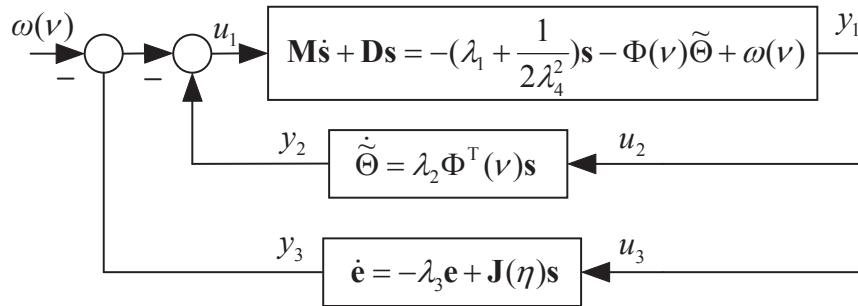 ω(ν)
−
−
u₁
𝐌𝐬̇ + 𝐃𝐬 = -(λ₁ + 1/(2λ₄²))𝐬 − Φ(ν)Θ̃ + ω(ν)
y₁
y₂
Θ̃̇ = λ₂Φᵀ(ν)𝐬
u₂
y₃
𝐞̇ = -λ₃𝐞 + 𝐉(η)𝐬
u₃